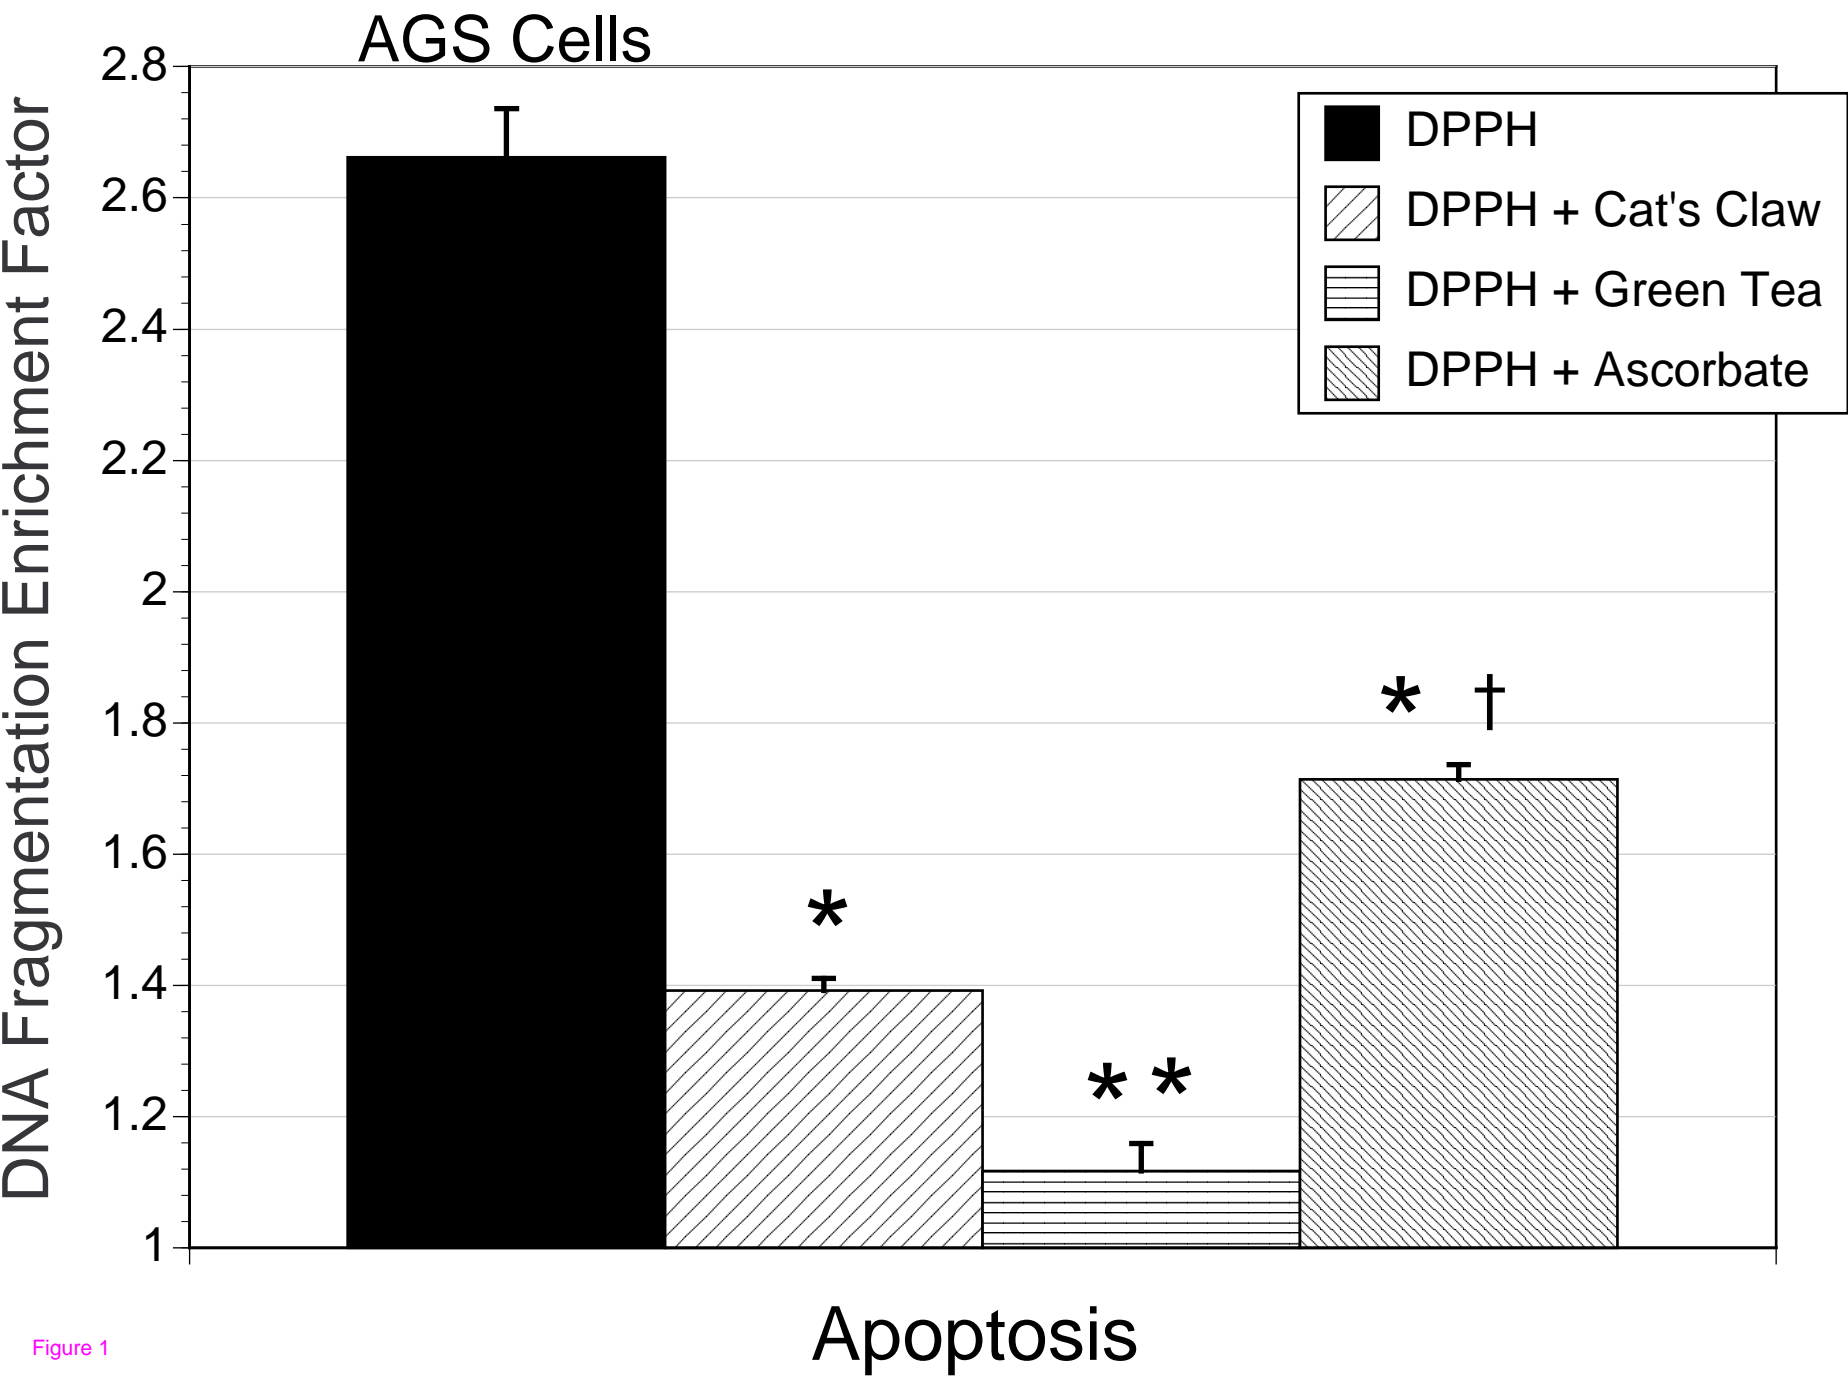 AGS Cells
DNA Fragmentation Enrichment Factor
2.8
2.6
2.4
2.2
2
1.8
1.6
1.4
1.2
1
DPPH
DPPH + Cat's Claw
DPPH + Green Tea
DPPH + Ascorbate
* †
*
* *
Apoptosis
Figure 1